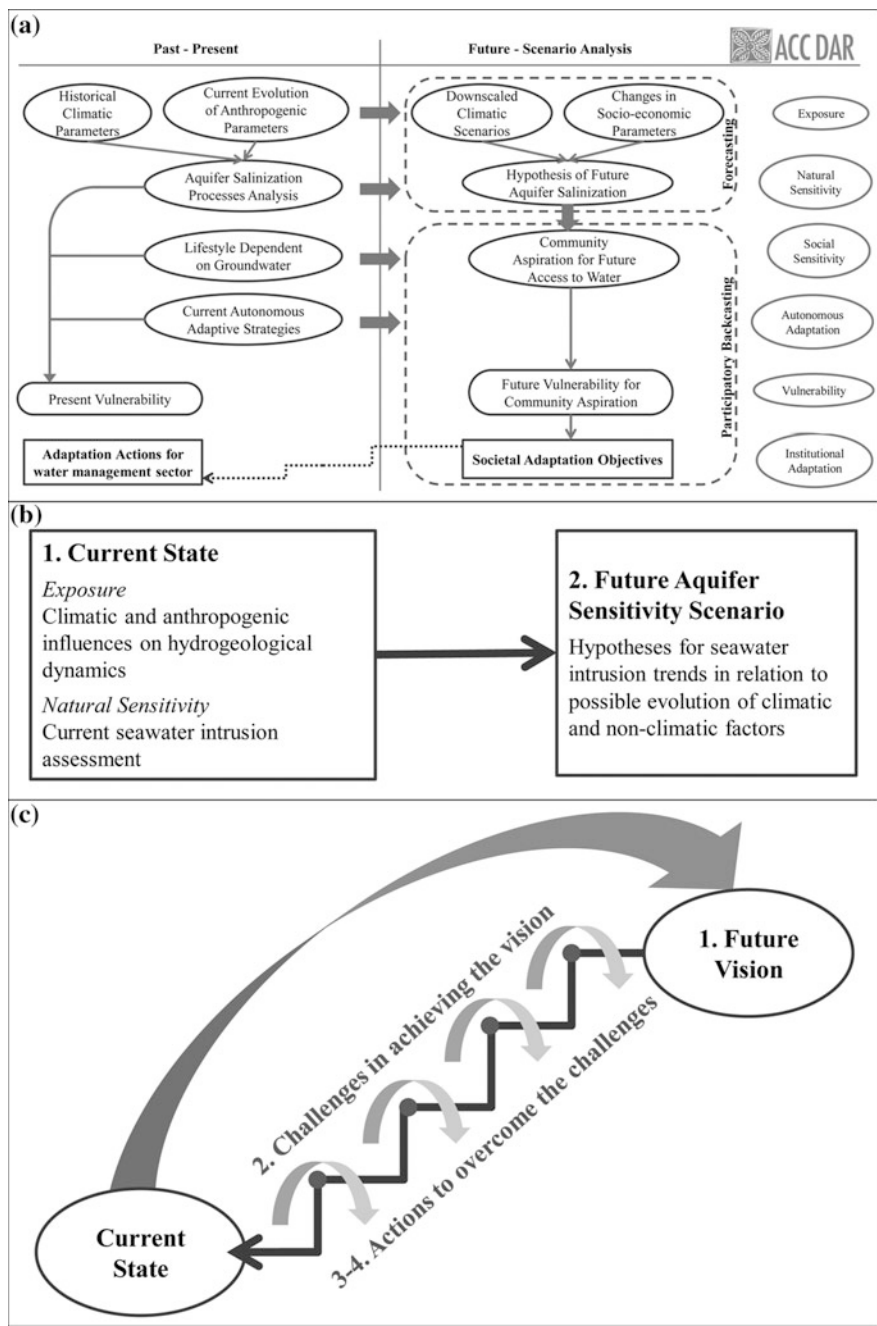 (a)
Past - Present
Future - Scenario Analysis
ACC DAR
Historical
Climatic
Parameters
Current Evolution
of Anthropogenic
Parameters
Downscaled
Climatic
Scenarios
Changes in
Socio-economic
Parameters
Forecasting
Exposure
Aquifer Salinization
Processes Analysis
Hypothesis of Future
Aquifer Salinization
Natural
Sensitivity
Lifestyle Dependent
on Groundwater
Community
Aspiration for Future
Access to Water
Social
Sensitivity
Current Autonomous
Adaptive Strategies
Participatory Backcasting
Autonomous
Adaptation
Present Vulnerability
Future Vulnerability for
Community Aspiration
Vulnerability
Adaptation Actions for
water management sector
Societal Adaptation Objectives
Institutional
Adaptation
(b)
1. Current State
Exposure
Climatic and anthropogenic
influences on hydrogeological
dynamics
Natural Sensitivity
Current seawater intrusion
assessment
2. Future Aquifer
Sensitivity Scenario
Hypotheses for seawater
intrusion trends in relation to
possible evolution of climatic
and non-climatic factors
(c)
1. Future
Vision
2. Challenges in achieving the vision
3-4. Actions to overcome the challenges
Current
State